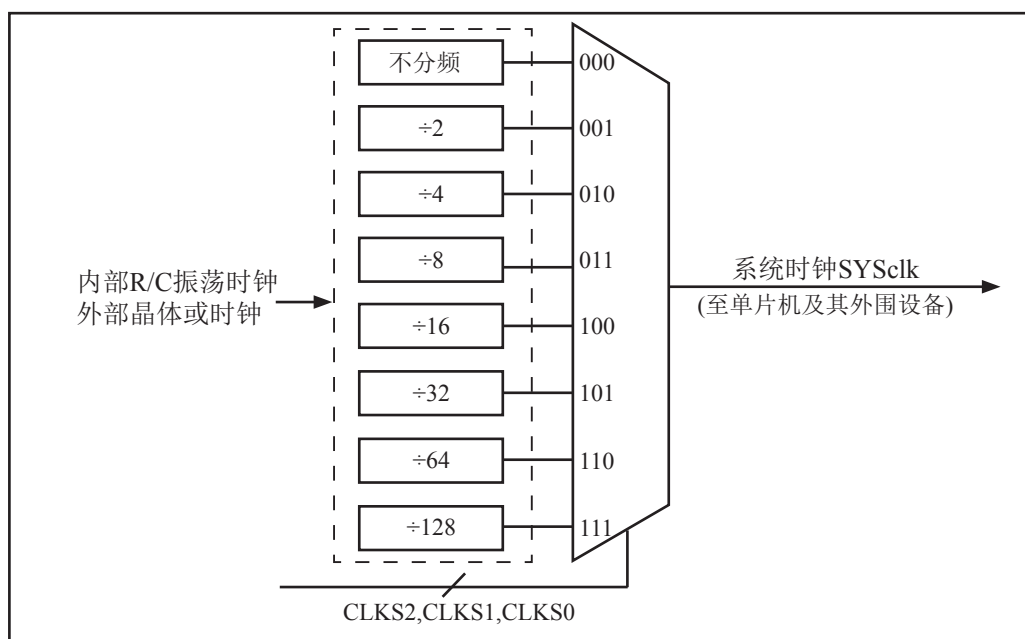 不分频
000
÷2
001
÷4
010
÷8
011
÷16
100
÷32
101
÷64
110
÷128
111
内部R/C振荡时钟
外部晶体或时钟
系统时钟SYSclk
(至单片机及其外围设备)
CLKS2,CLKS1,CLKS0